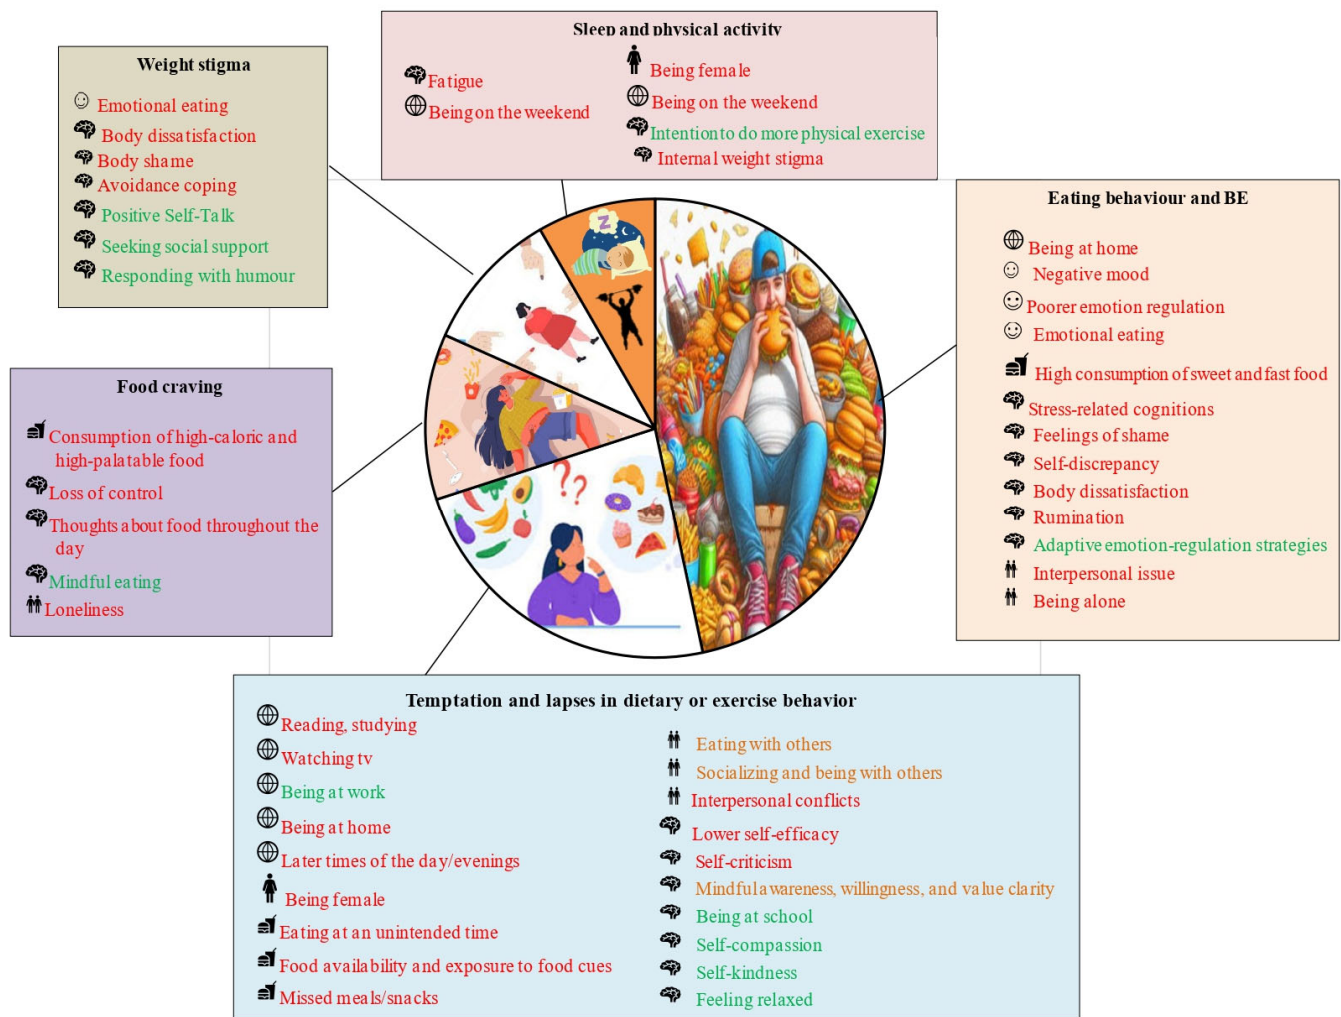 Sleep and physical activity
Fatigue
Being on the weekend
Being female
Being on the weekend
Intention to do more physical exercise
Internal weight stigma
Weight stigma
Emotional eating
Body dissatisfaction
Body shame
Avoidance coping
Positive Self-Talk
Seeking social support
Responding with humour
Eating behaviour and BE
Being at home
Negative mood
Poorer emotion regulation
Emotional eating
High consumption of sweet and fast food
Stress-related cognitions
Feelings of shame
Self-discrepancy
Body dissatisfaction
Rumination
Adaptive emotion-regulation strategies
Interpersonal issue
Being alone
Z
Food craving
Consumption of high-caloric and
high-palatable food
Loss of control
Thoughts about food throughout the
day
Mindful eating
Loneliness
??
Temptation and lapses in dietary or exercise behavior
Reading, studying
Watching tv
Being at work
Being at home
Later times of the day/evenings
Being female
Eating at an unintended time
Food availability and exposure to food cues
Missed meals/snacks
Eating with others
Socializing and being with others
Interpersonal conflicts
Lower self-efficacy
Self-criticism
Mindful awareness, willingness, and value clarity
Being at school
Self-compassion
Self-kindness
Feeling relaxed